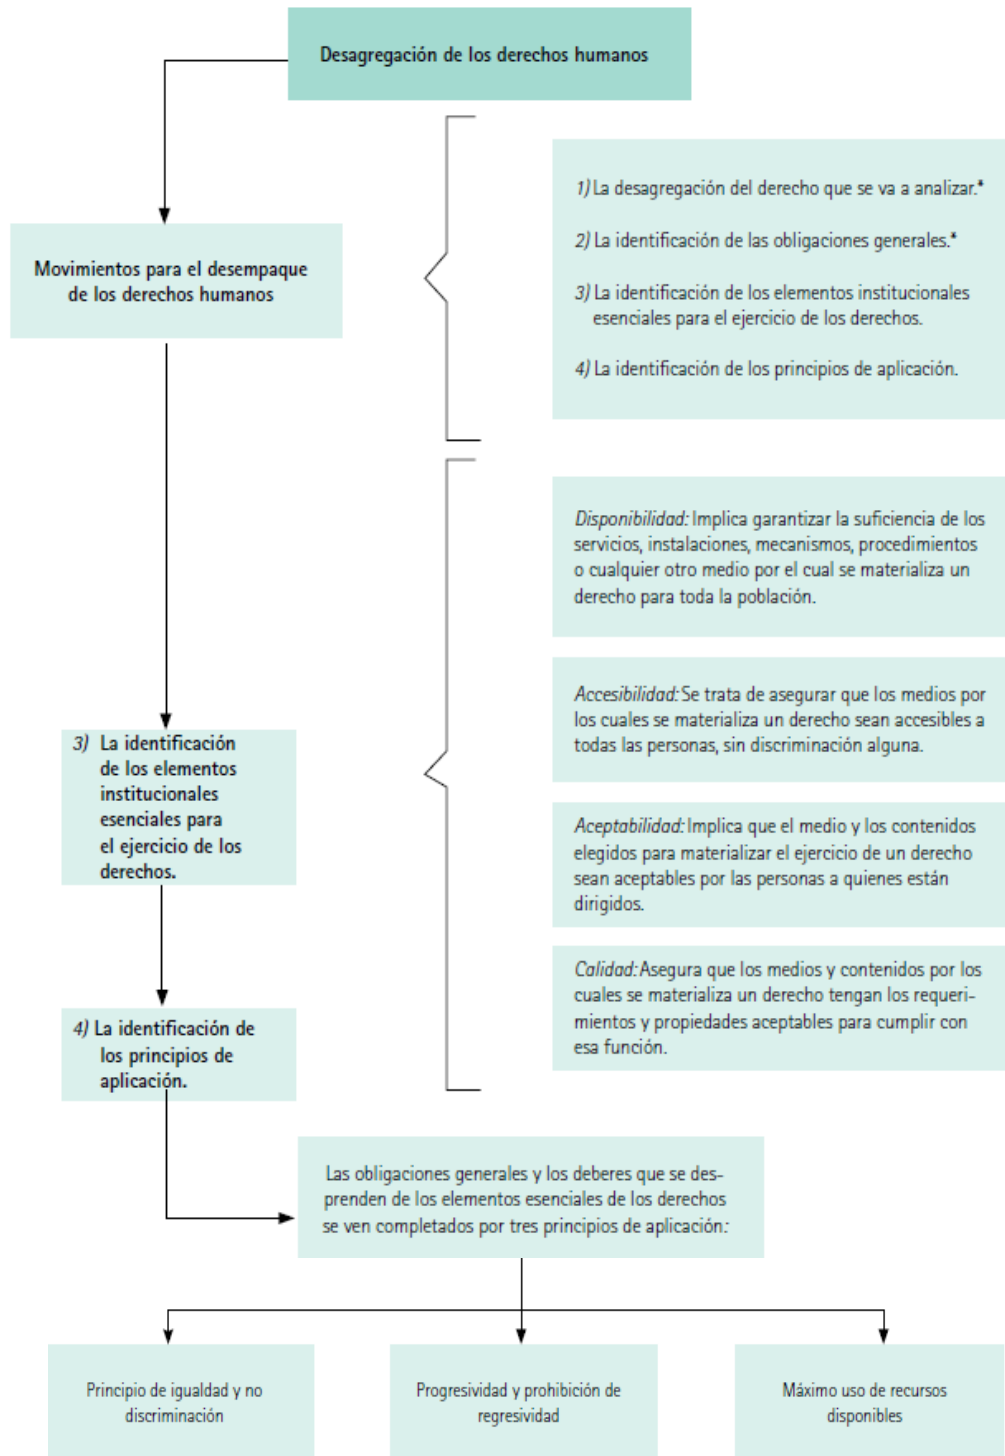 Desagregación de los derechos humanos
Movimientos para el desempaque
de los derechos humanos
1) La desagregación del derecho que se va a analizar.*
2) La identificación de las obligaciones generales.*
3) La identificación de los elementos institucionales
esenciales para el ejercicio de los derechos.
4) La identificación de los principios de aplicación.
3) La identificación
de los elementos
institucionales
esenciales para
el ejercicio de los
derechos.
Disponibilidad: Implica garantizar la suficiencia de los
servicios, instalaciones, mecanismos, procedimientos
o cualquier otro medio por el cual se materializa un
derecho para toda la población.
Accesibilidad: Se trata de asegurar que los medios por
los cuales se materializa un derecho sean accesibles a
todas las personas, sin discriminación alguna.
Aceptabilidad: Implica que el medio y los contenidos
elegidos para materializar el ejercicio de un derecho
sean aceptables por las personas a quienes están
dirigidos.
Calidad: Asegura que los medios y contenidos por los
cuales se materializa un derecho tengan los requeri-
mientos y propiedades aceptables para cumplir con
esa función.
4) La identificación de
los principios de
aplicación.
Las obligaciones generales y los deberes que se des-
prenden de los elementos esenciales de los derechos
se ven completados por tres principios de aplicación:
Principio de igualdad y no
discriminación
Progresividad y prohibición de
regresividad
Máximo uso de recursos
disponibles